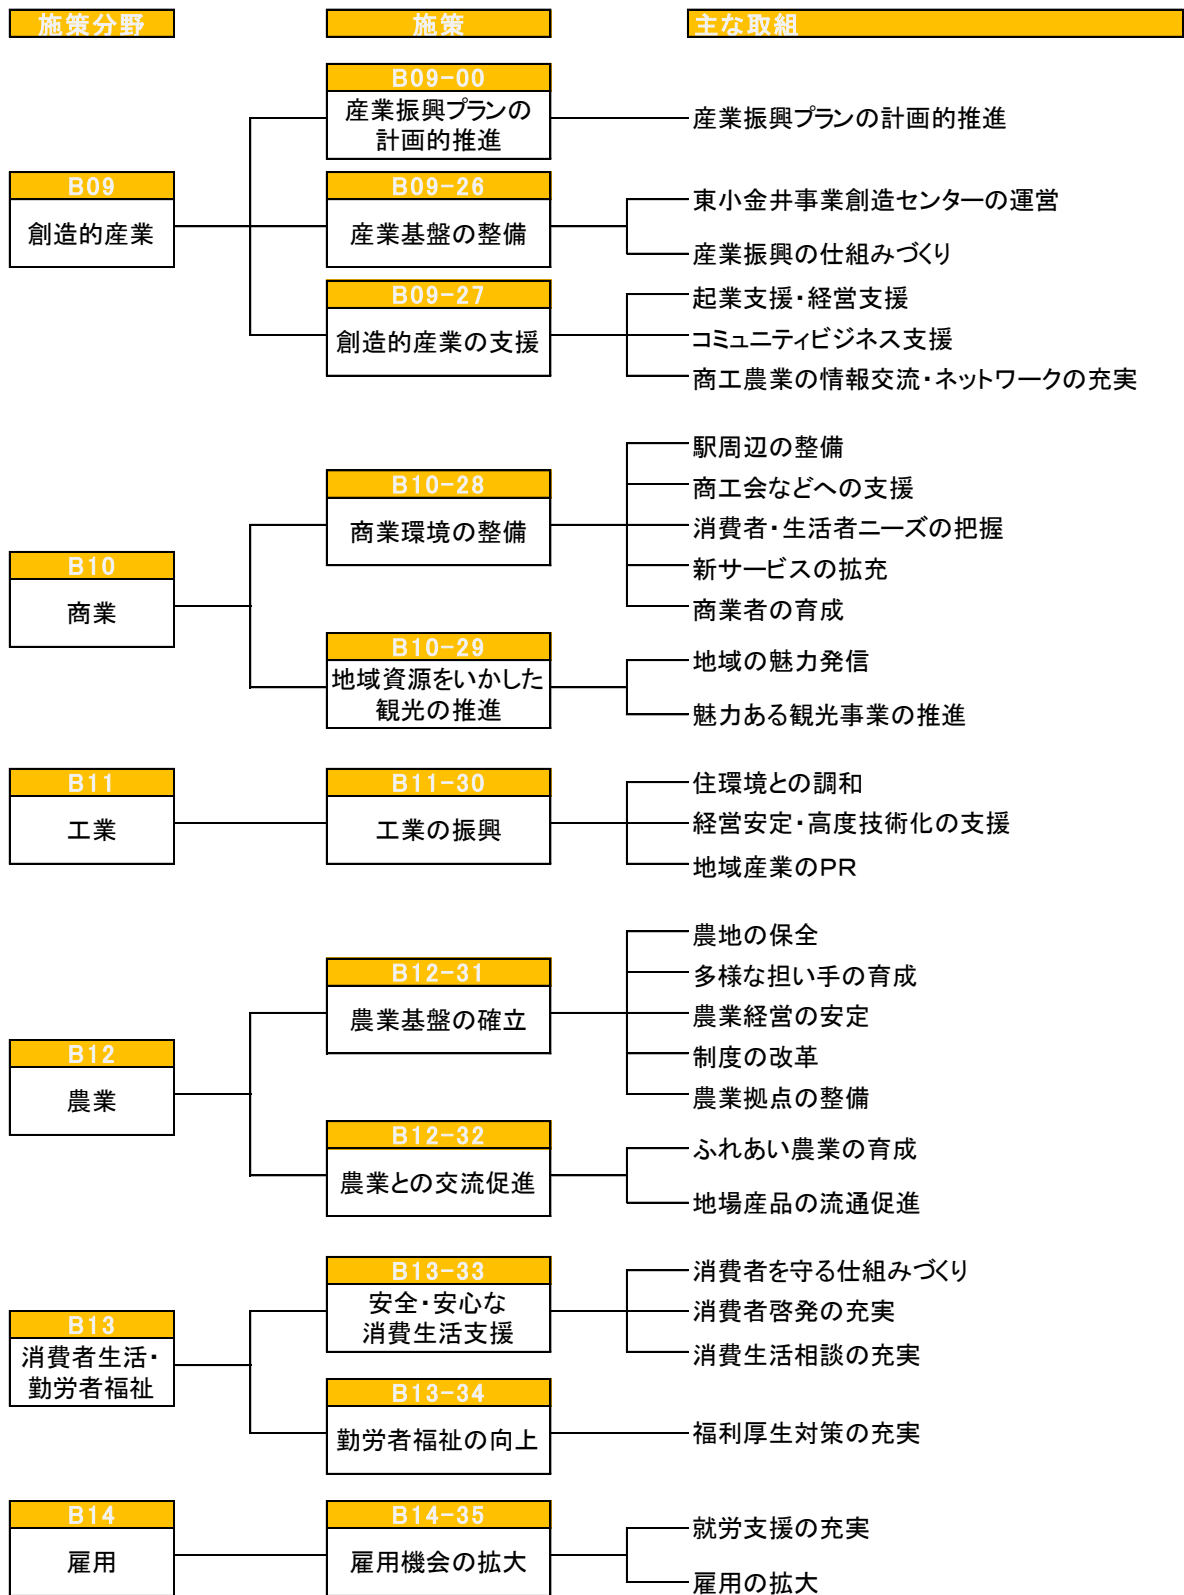 施策分野
施策
主な取組
B09
創造的産業
B09-00
産業振興プランの
計画的推進
産業振興プランの計画的推進
B09-26
産業基盤の整備
東小金井事業創造センターの運営
産業振興の仕組みづくり
B09-27
創造的産業の支援
起業支援・経営支援
コミュニティビジネス支援
商工農業の情報交流・ネットワークの充実
B10
商業
B10-28
商業環境の整備
駅周辺の整備
商工会などへの支援
消費者・生活者ニーズの把握
新サービスの拡充
商業者の育成
B10-29
地域資源をいかした
観光の推進
地域の魅力発信
魅力ある観光事業の推進
B11
工業
B11-30
工業の振興
住環境との調和
経営安定・高度技術化の支援
地域産業のPR
B12
農業
B12-31
農業基盤の確立
農地の保全
多様な担い手の育成
農業経営の安定
制度の改革
農業拠点の整備
B12-32
農業との交流促進
ふれあい農業の育成
地場産品の流通促進
B13
消費者生活・
勤労者福祉
B13-33
安全・安心な
消費生活支援
消費者を守る仕組みづくり
消費者啓発の充実
消費生活相談の充実
B13-34
勤労者福祉の向上
福利厚生対策の充実
B14
雇用
B14-35
雇用機会の拡大
就労支援の充実
雇用の拡大